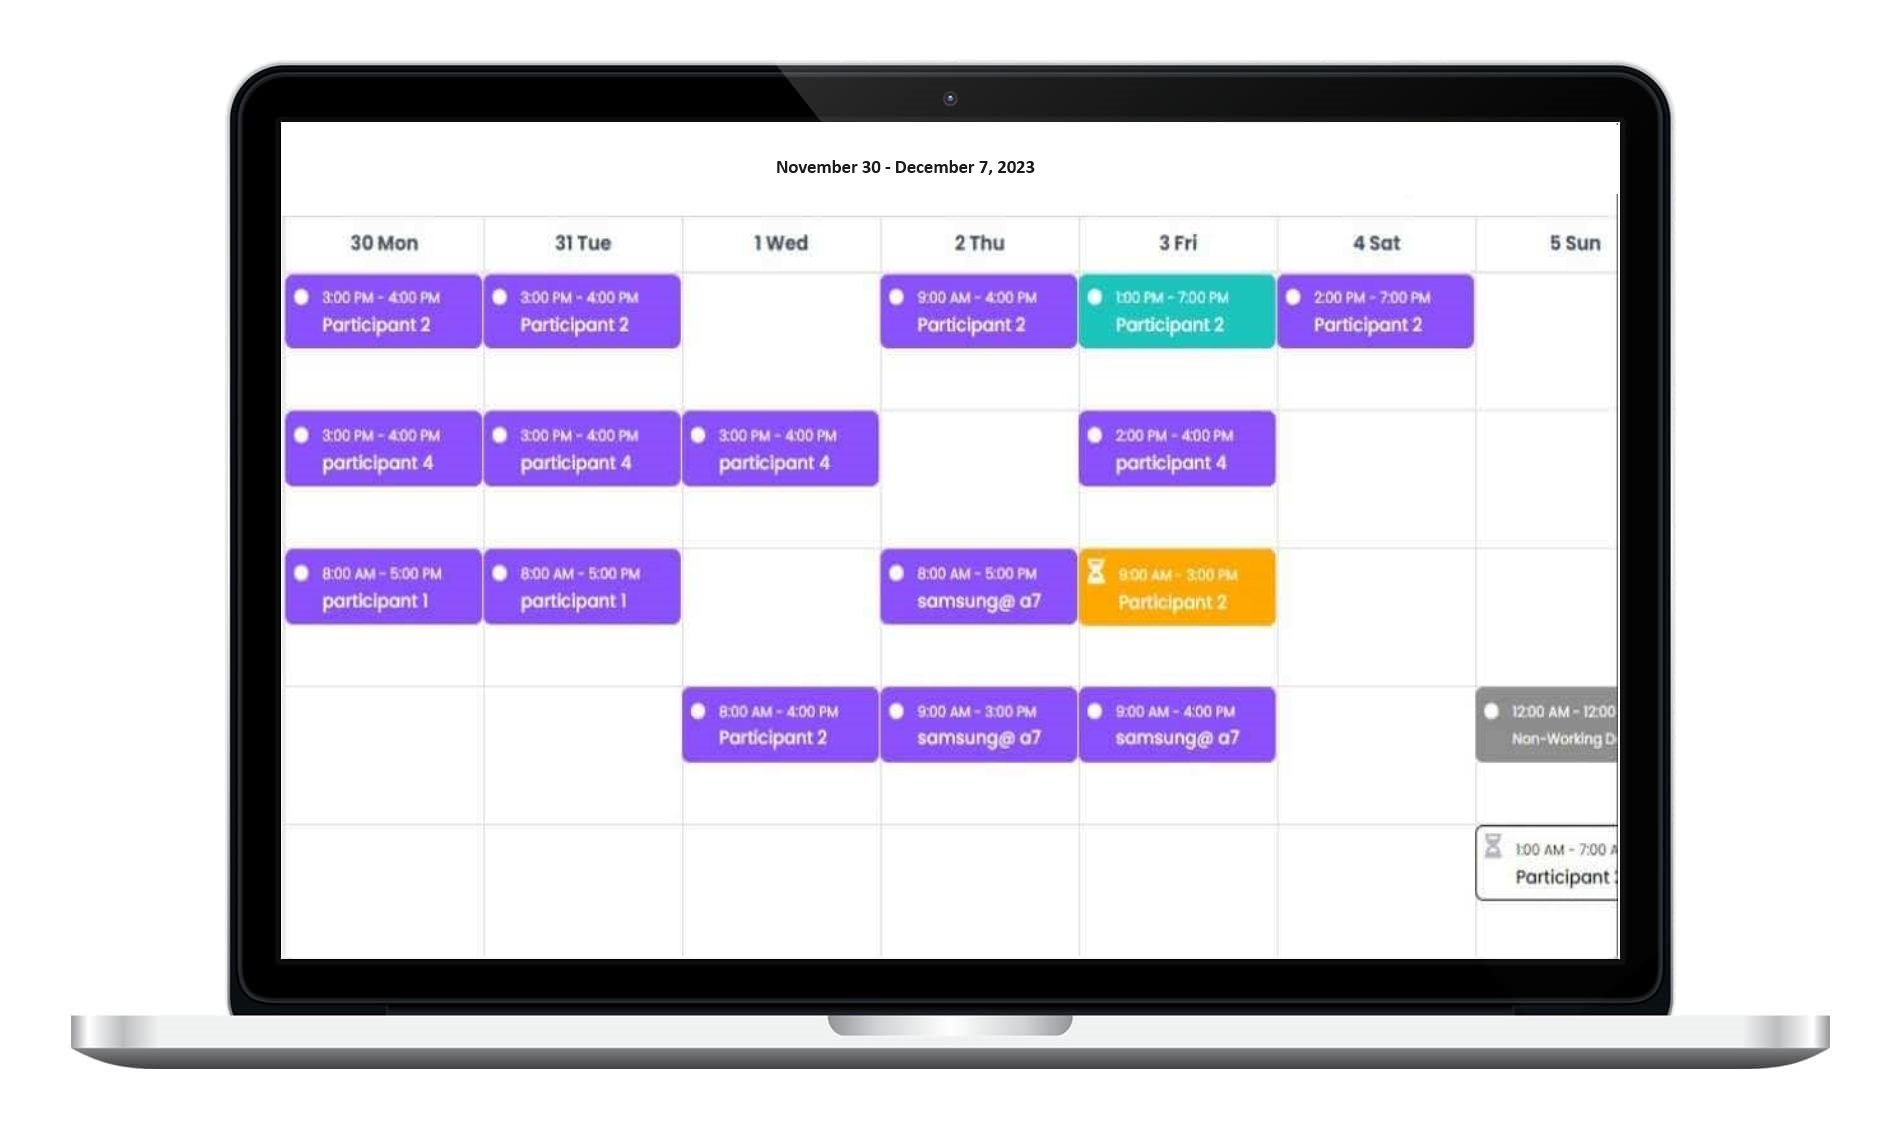 November 30 - December 7, 2023
30 Mon 31 Tue 1 Wed 2 Thu 3 Fri 4 Sat 5 Sun
3:00 PM - 4:00 PM 3:00 PM - 4:00 PM 9:00 AM - 4:00 PM 1:00 PM - 7:00 PM 2:00 PM - 7:00 PM
Participant 2 Participant 2 Participant 2 Participant 2 Participant 2
3:00 PM - 4:00 PM 3:00 PM - 4:00 PM 3:00 PM - 4:00 PM 2:00 PM - 4:00 PM
participant 4 participant 4 participant 4 participant 4
8:00 AM - 5:00 PM 8:00 AM - 5:00 PM 8:00 AM - 5:00 PM 9:00 AM - 3:00 PM
participant 1 participant 1 samsung@ a7 Participant 2
8:00 AM - 4:00 PM 9:00 AM - 3:00 PM 9:00 AM - 4:00 PM 12:00 AM - 12:00
Participant 2 samsung@ a7 samsung@ a7 Non-Working
1:00 AM - 7:00
Participant